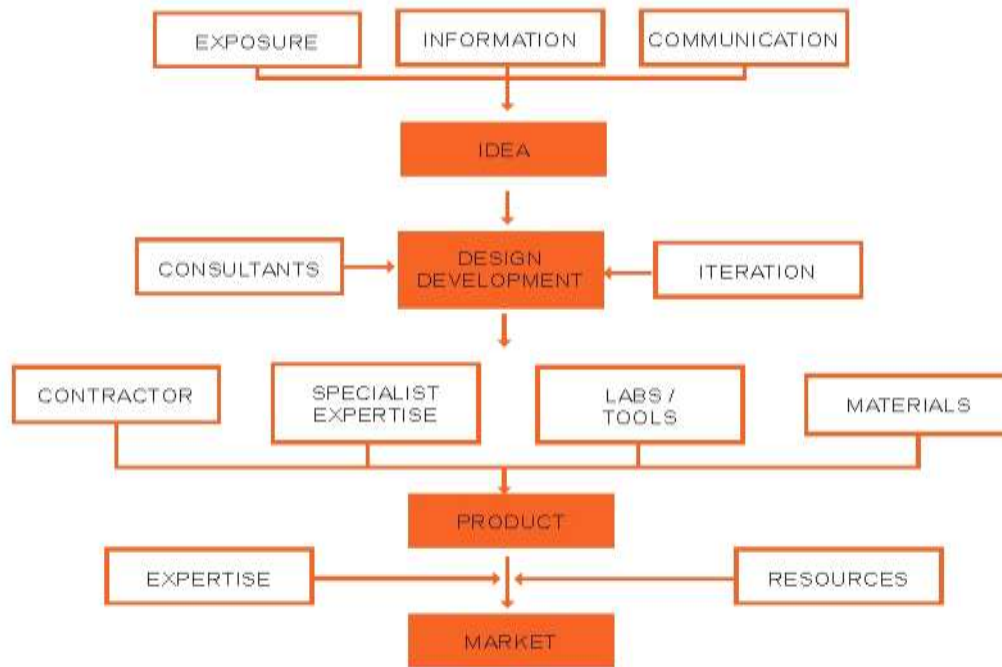 EXPOSURE
INFORMATION
COMMUNICATION
IDEA
CONSULTANTS
DESIGN
DEVELOPMENT
ITERATION
CONTRACTOR
SPECIALIST
EXPERTISE
LABS /
TOOLS
MATERIALS
PRODUCT
EXPERTISE
RESOURCES
MARKET